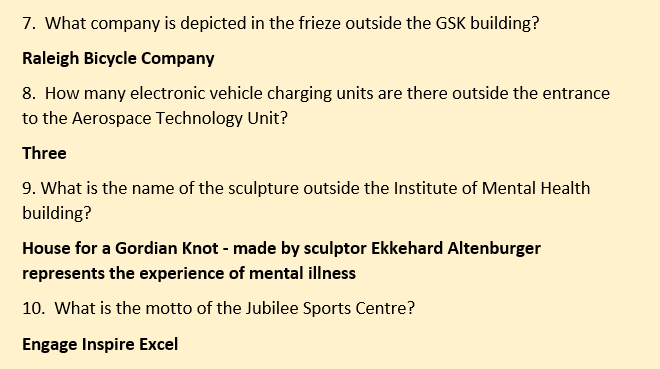 7.  What company is depicted in the frieze outside the GSK building?
Raleigh Bicycle Company
8.  How many electronic vehicle charging units are there outside the entrance
to the Aerospace Technology Unit?
Three
9. What is the name of the sculpture outside the Institute of Mental Health
building?
House for a Gordian Knot - made by sculptor Ekkehard Altenburger
represents the experience of mental illness
10.  What is the motto of the Jubilee Sports Centre?
Engage Inspire Excel